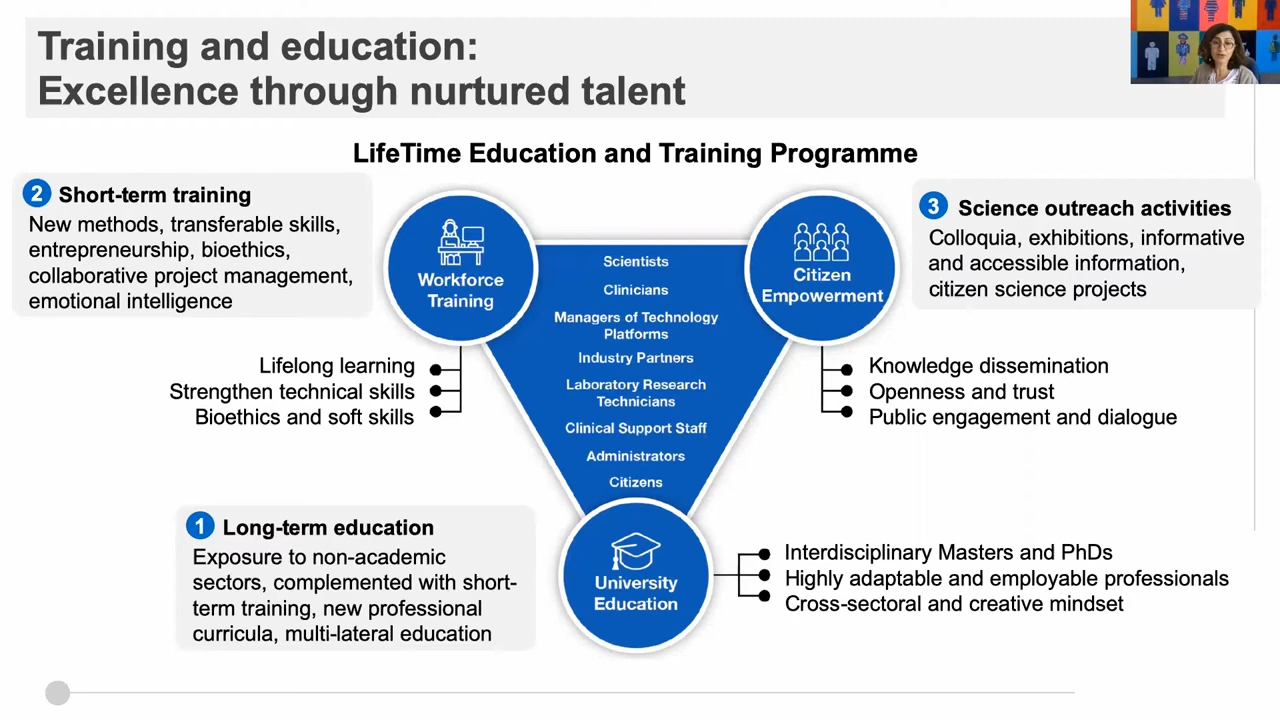 Training and education:
Excellence through nurtured talent
LifeTime Education and Training Programme
2 Short-term training
New methods, transferable skills,
entrepreneurship, bioethics,
collaborative project management,
emotional intelligence
Workforce
Training
Lifelong learning
Strengthen technical skills
Bioethics and soft skills
Scientists
Clinicians
Managers of Technology
Platforms
Industry Partners
Laboratory Research
Technicians
Clinical Support Staff
Administrators
Citizens
Citizen
Empowerment
3 Science outreach activities
Colloquia, exhibitions, informative
and accessible information,
citizen science projects
Knowledge dissemination
Openness and trust
Public engagement and dialogue
1 Long-term education
Exposure to non-academic
sectors, complemented with short-
term training, new professional
curricula, multi-lateral education
University
Education
Interdisciplinary Masters and PhDs
Highly adaptable and employable professionals
Cross-sectoral and creative mindset